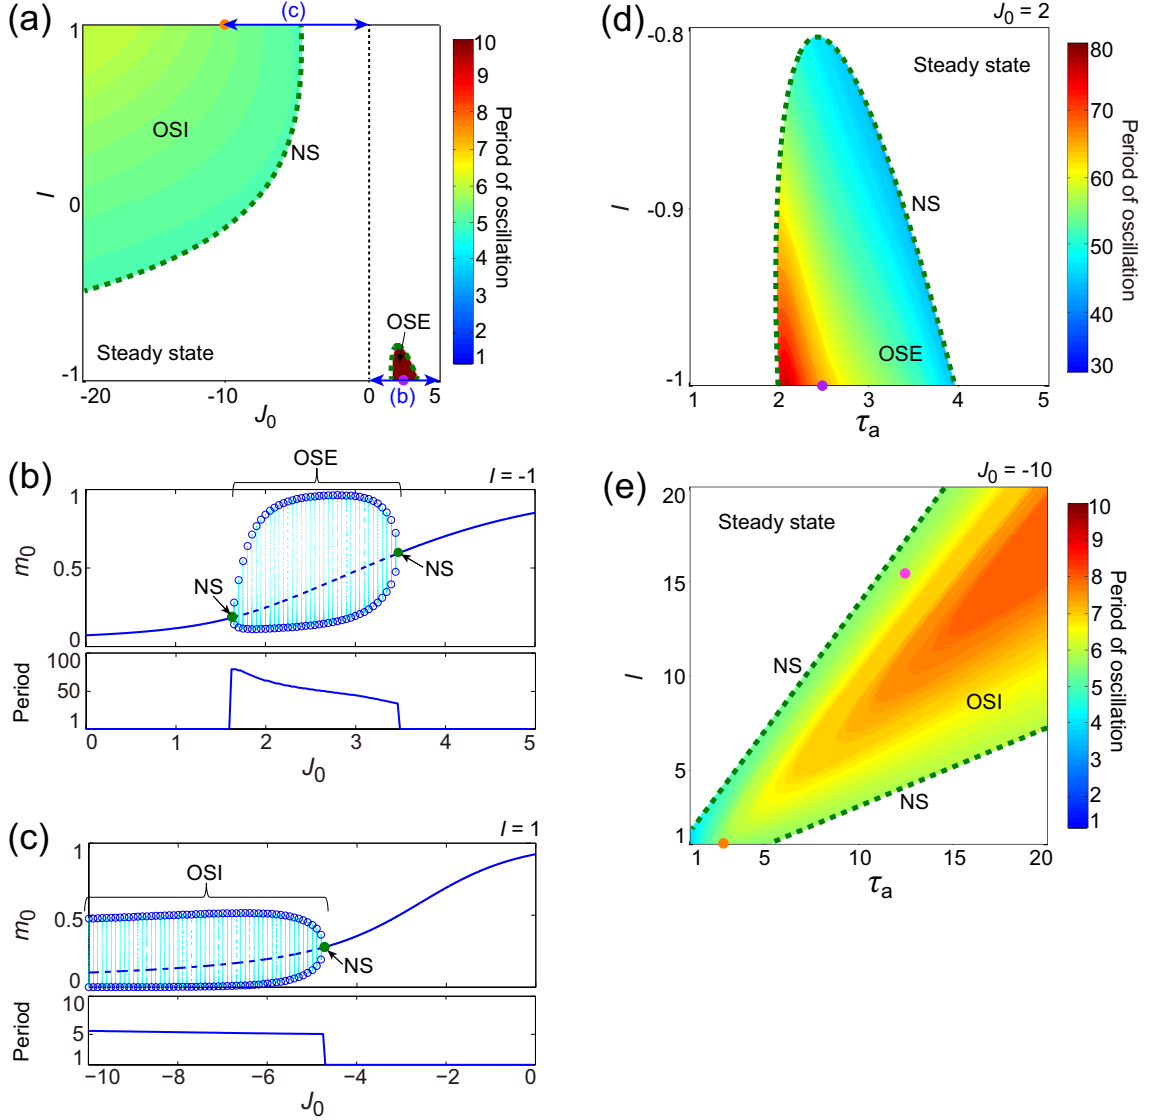 (a)
1
0
-1
I
-20
-10
0
5
J0
(c)
OSI
NS
OSE
Steady state
(b)
10
9
8
7
6
5
4
3
2
1
Period of oscillation
(b)
I = -1
OSE
1
0.5
0
m0
NS
NS
100
50
1
Period
0
1
2
3
4
5
J0
(c)
I = 1
OSI
1
0.5
0
m0
NS
10
5
1
Period
−10
−8
−6
−4
−2
0
J0
(d)
J0 = 2
-0.8
-0.9
-1
I
Steady state
NS
OSE
1
2
3
4
5
τa
80
70
60
50
40
30
Period of oscillation
(e)
J0 = -10
20
15
10
5
1
I
Steady state
NS
OSI
NS
1
5
10
15
20
τa
10
9
8
7
6
5
4
3
2
1
Period of oscillation